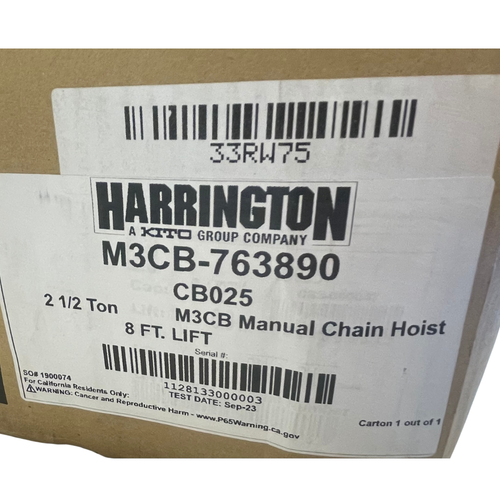 33RW75
HARRINGTON
A KITO GROUP COMPANY
M3CB-763890
CB025
2 1/2 Ton M3CB Manual Chain Hoist
8 FT. LIFT
Serial #:
1128133000003
TEST DATE: Sep-23
SO# 1900074
For California Residents Only:
⚠WARNING: Cancer and Reproductive Harm - www.P65Warning.ca.gov
Carton 1 out of 1